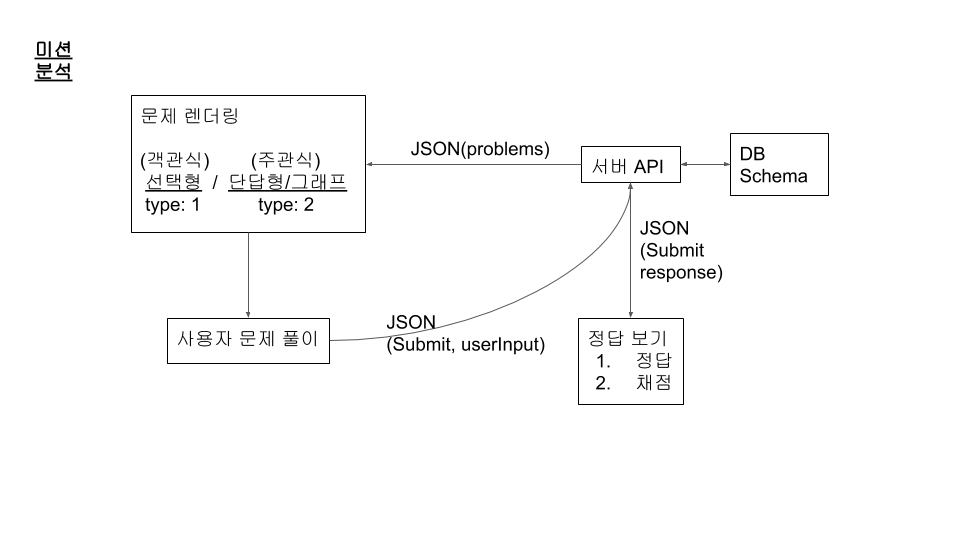 미션
분석
문제 렌더링
(객관식) (주관식)
선택형 / 단답형/그래프
type: 1 type: 2
JSON(problems)
서버 API
DB
Schema
JSON
(Submit
response)
사용자 문제 풀이
JSON
(Submit, userInput)
정답 보기
1. 정답
2. 채점